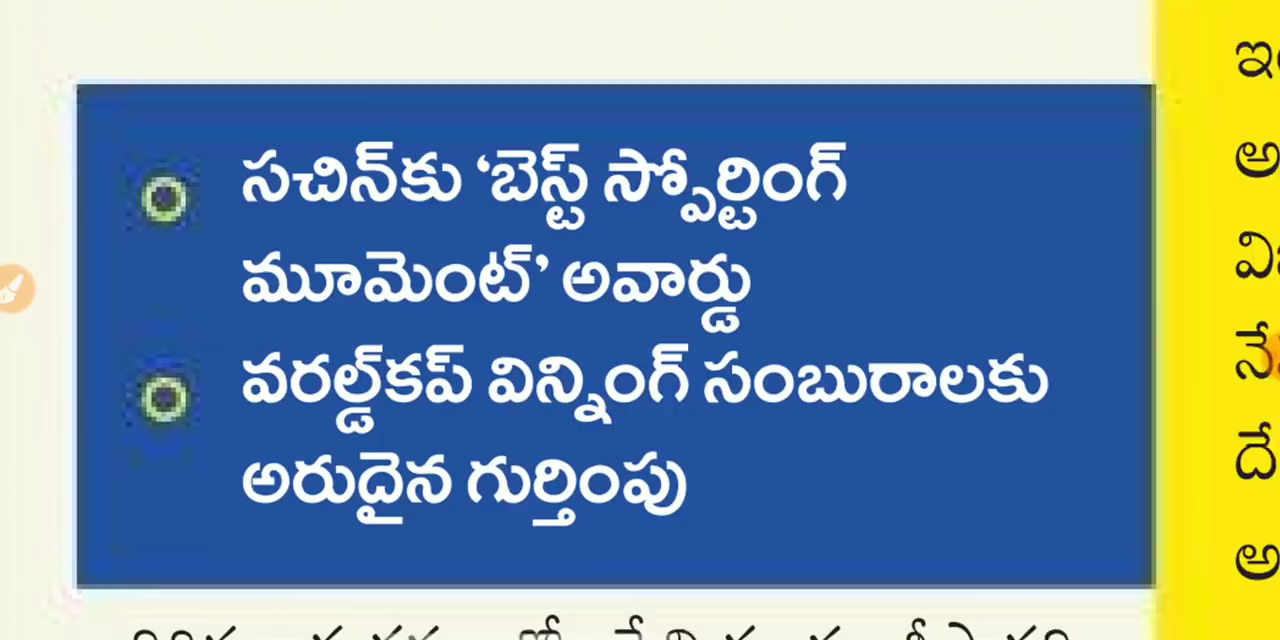 సచిన్‌కు ‘బెస్ట్ స్పోర్టింగ్
మూమెంట్’ అవార్డు
వరల్డ్‌కప్ విన్నింగ్ సంబురాలకు
అరుదైన గుర్తింపు